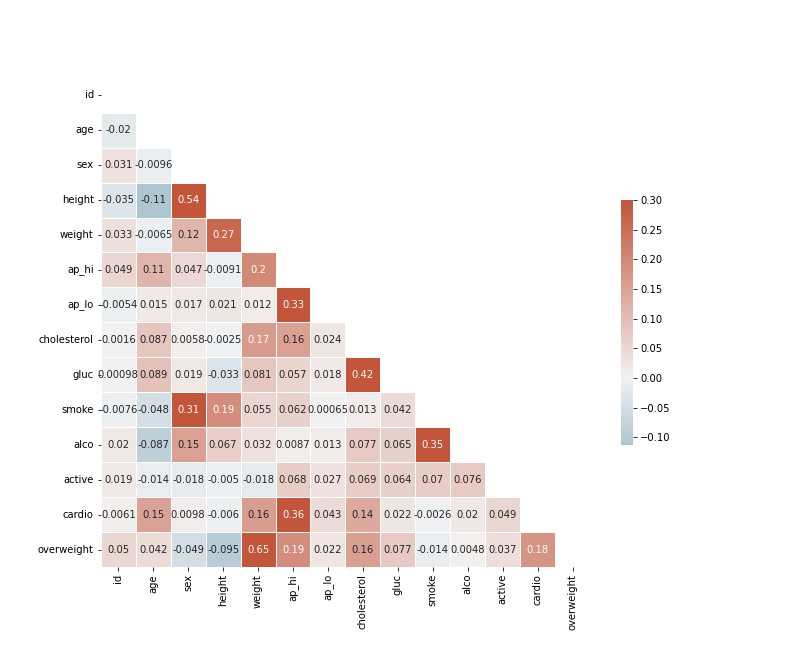 id
age -0.02
sex 0.031 -0.0096
height -0.035 -0.11 0.54
weight 0.033 -0.0065 0.12 0.27
ap_hi 0.049 0.11 0.047 -0.0091 0.2
ap_lo -0.0054 0.015 0.017 0.021 0.012 0.33
cholesterol -0.0016 0.087 0.0058 -0.0025 0.17 0.16 0.024
gluc 0.089 0.019 -0.033 0.081 0.057 0.018 0.42
smoke -0.0076 -0.048 0.31 0.19 0.055 0.062 0.00065 0.013 0.042
alco 0.02 -0.087 0.15 0.067 0.032 0.0087 0.013 0.077 0.065 0.35
active 0.019 -0.014 -0.018 -0.005 -0.018 0.068 0.027 0.069 0.064 0.07 0.076
cardio -0.0061 0.15 0.0098 -0.006 0.16 0.36 0.043 0.14 0.022 -0.0026 0.02 0.049
overweight 0.05 0.042 -0.049 -0.095 0.65 0.19 0.022 0.16 0.077 -0.014 0.0048 0.037 0.18
id age sex height weight ap_hi ap_lo cholesterol gluc smoke alco active cardio overweight
0.30
0.25
0.20
0.15
0.10
0.05
0.00
−0.05
−0.10